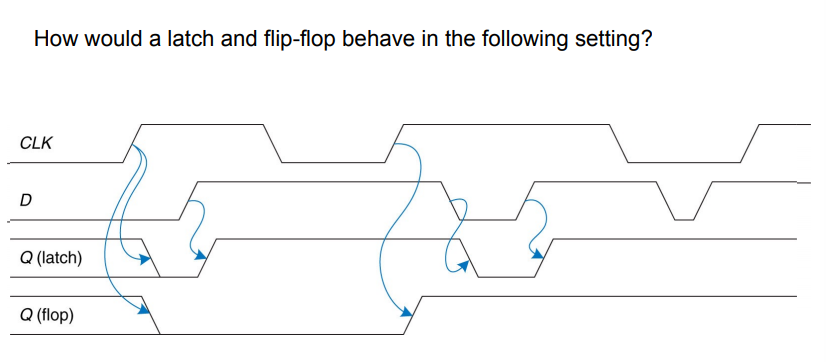 How would a latch and flip-flop behave in the following setting?
CLK
D
Q (latch)
Q (flop)